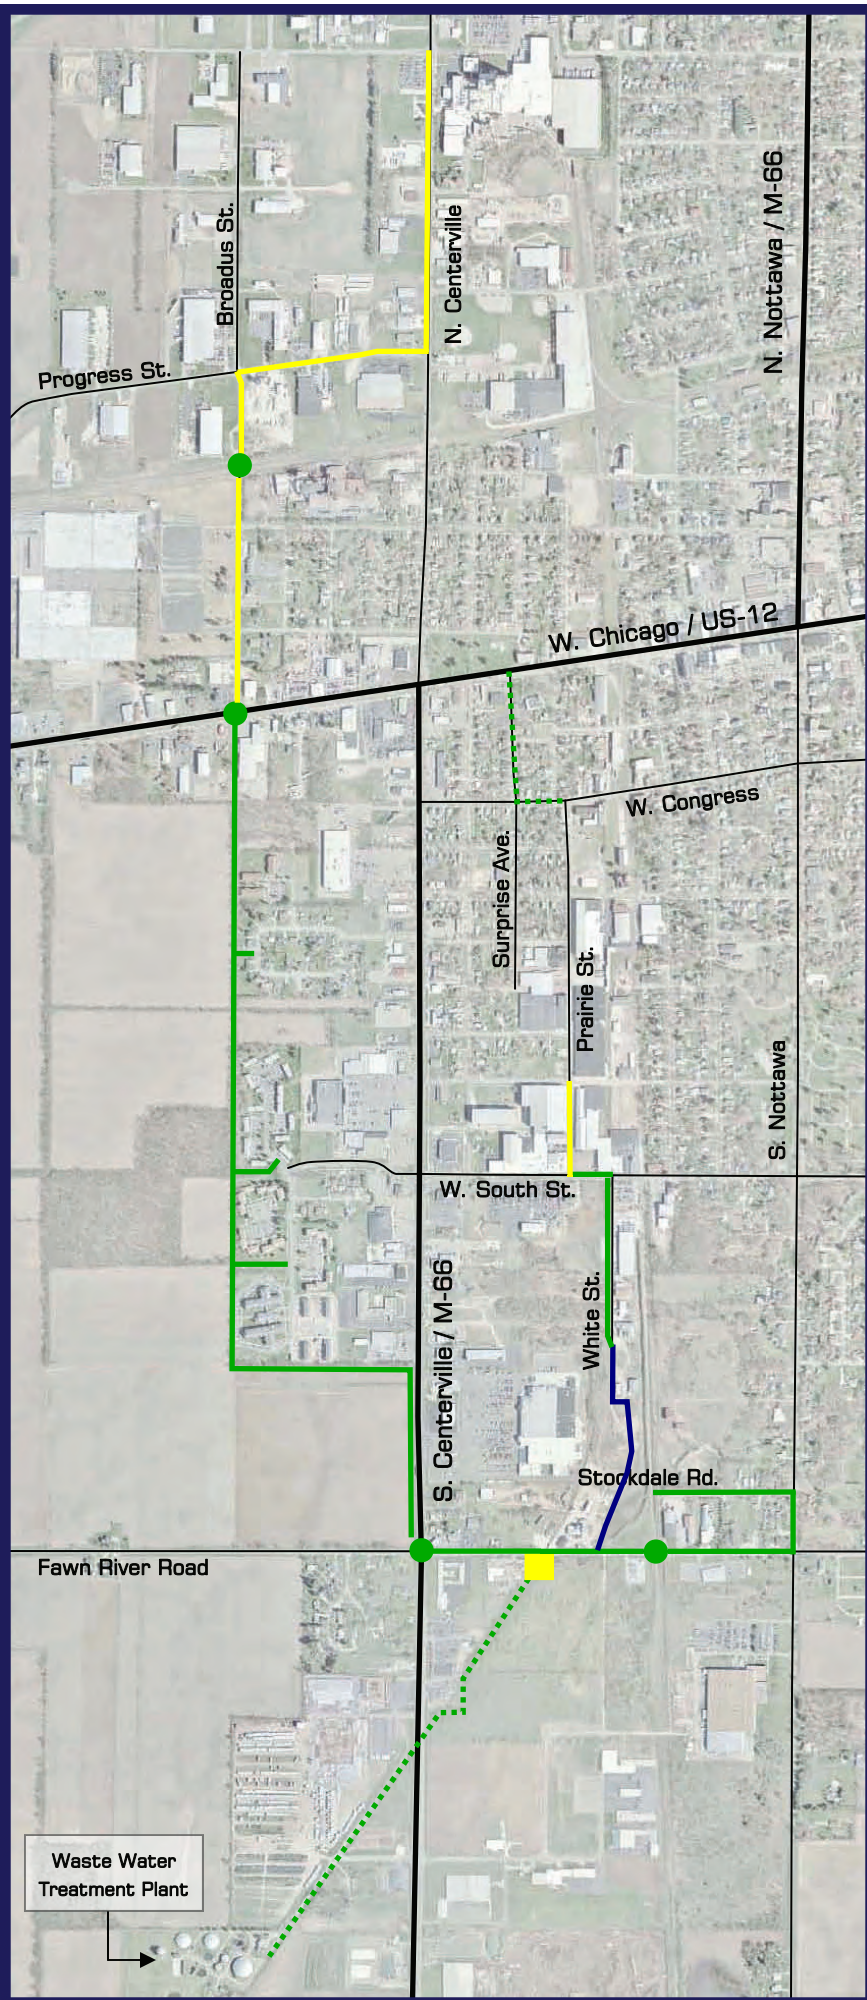 N. Nottawa / M-66
Broadus St.
N. Centerville
Progress St.
W. Chicago / US-12
W. Congress
Surprise Ave.
Prairie St.
S. Nottawa
W. South St.
S. Centerville / M-66
White St.
Stockdale Rd.
Fawn River Road
Waste Water
Treatment Plant